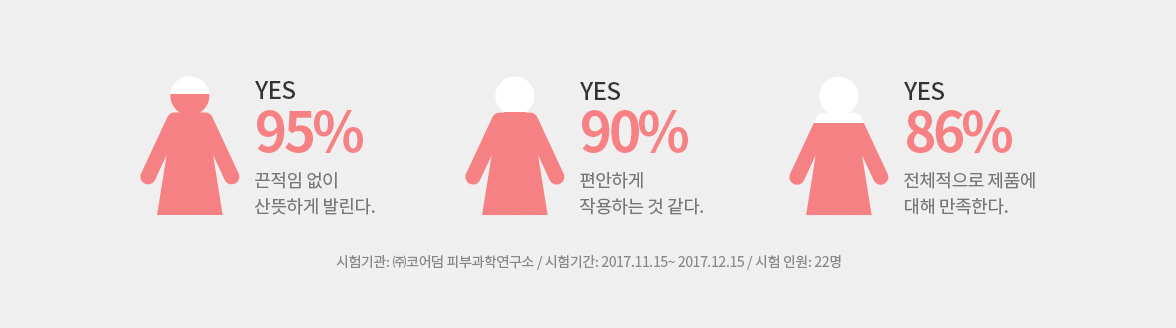 YES
95%
끈적임 없이
산뜻하게 발린다.
YES
90%
편안하게
작용하는 것 같다.
YES
86%
전체적으로 제품에
대해 만족한다.
시험기관: ㈜코어덤 피부과학연구소 / 시험기간: 2017.11.15~ 2017.12.15 / 시험 인원: 22명